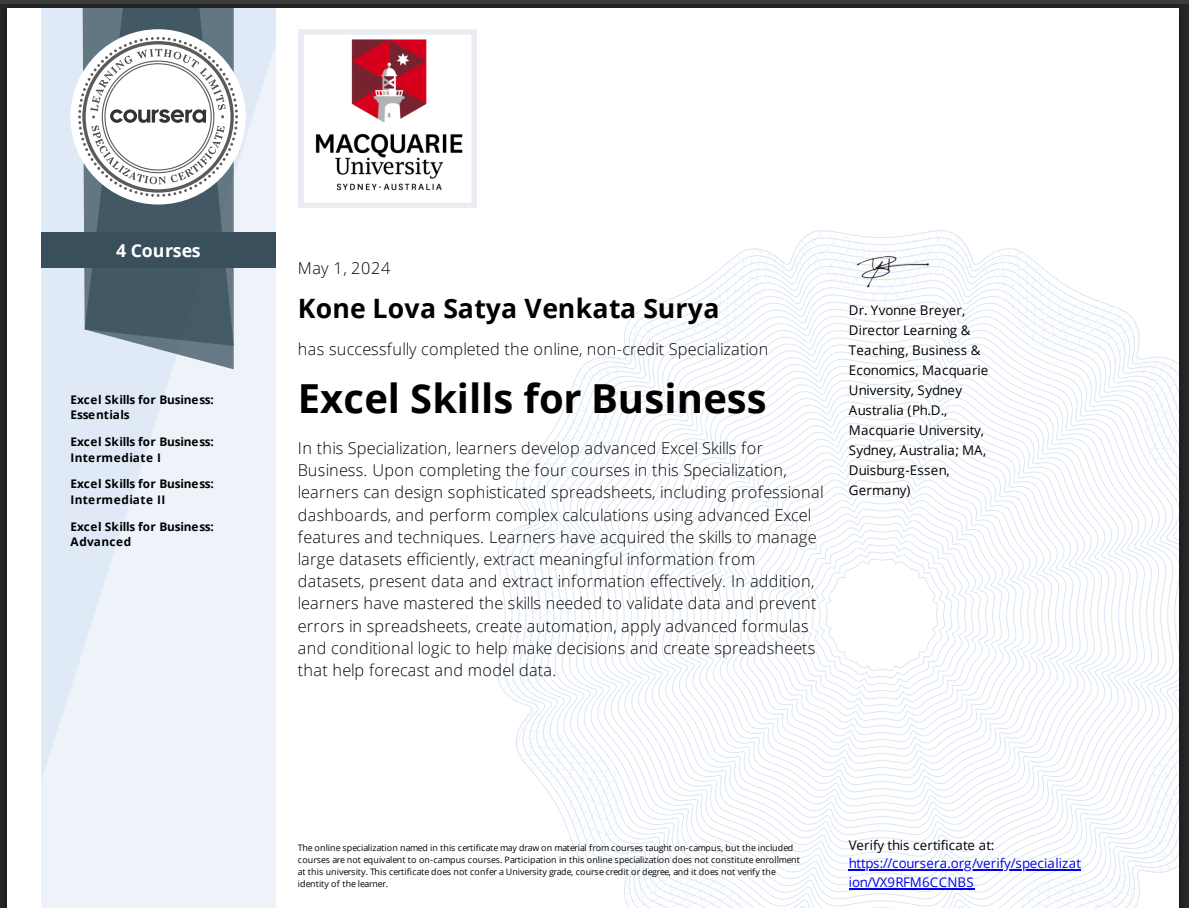 LEARNING WITHOUT LIMITS
coursera
SPECIALIZATION CERTIFICATE
4 Courses
Excel Skills for Business:
Essentials
Excel Skills for Business:
Intermediate I
Excel Skills for Business:
Intermediate II
Excel Skills for Business:
Advanced
MACQUARIE
University
SYDNEY·AUSTRALIA
May 1, 2024
Kone Lova Satya Venkata Surya
has successfully completed the online, non-credit Specialization
Excel Skills for Business
In this Specialization, learners develop advanced Excel Skills for
Business. Upon completing the four courses in this Specialization,
learners can design sophisticated spreadsheets, including professional
dashboards, and perform complex calculations using advanced Excel
features and techniques. Learners have acquired the skills to manage
large datasets efficiently, extract meaningful information from
datasets, present data and extract information effectively. In addition,
learners have mastered the skills needed to validate data and prevent
errors in spreadsheets, create automation, apply advanced formulas
and conditional logic to help make decisions and create spreadsheets
that help forecast and model data.
Dr. Yvonne Breyer,
Director Learning &
Teaching, Business &
Economics, Macquarie
University, Sydney
Australia (Ph.D.,
Macquarie University,
Sydney, Australia; MA,
Duisburg-Essen,
Germany)
The online specialization named in this certificate may draw on material from courses taught on-campus, but the included
courses are not equivalent to on-campus courses. Participation in this online specialization does not constitute enrollment
at this university. This certificate does not confer a University grade, course credit or degree, and it does not verify the
identity of the learner.
Verify this certificate at:
https://coursera.org/verify/specializat
ion/VX9RFM6CCNBS